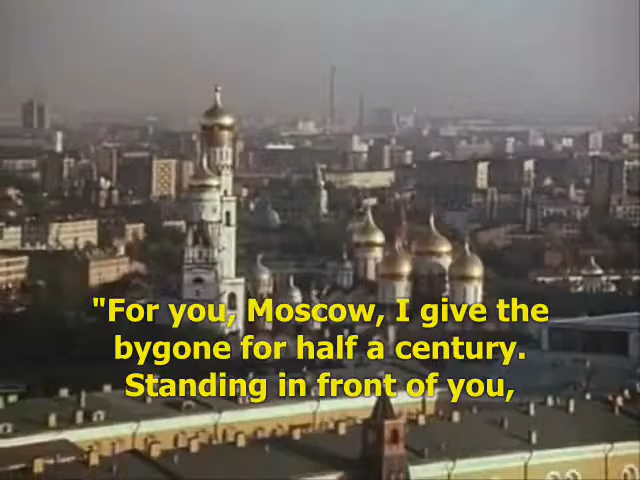 "For you, Moscow, I give the
bygone for half a century.
Standing in front of you,